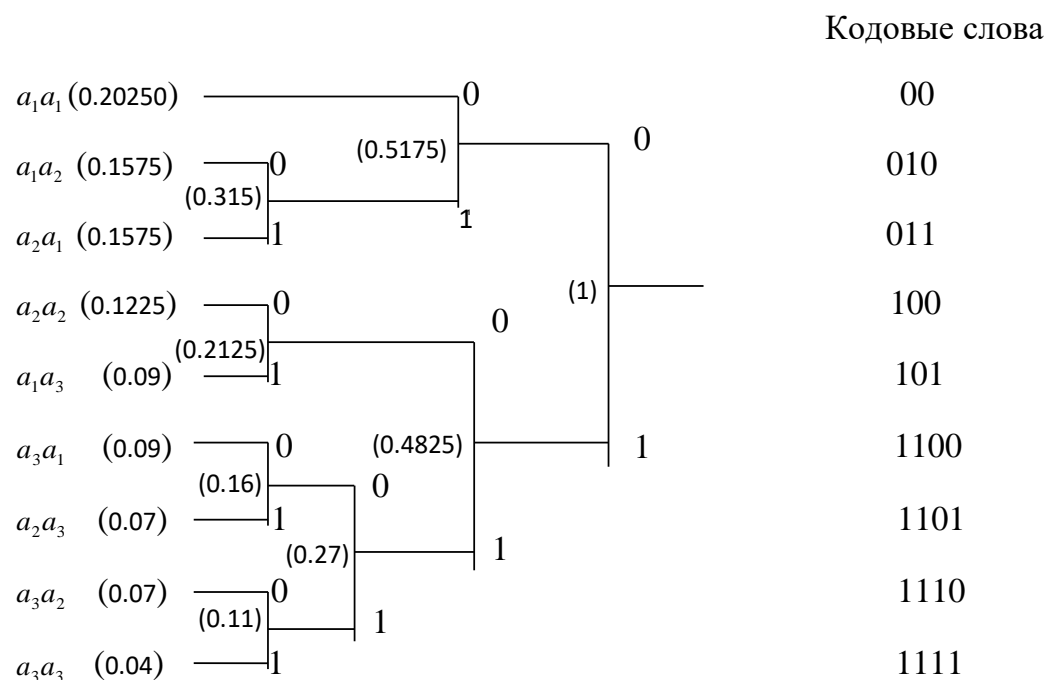 Кодовые слова
a₁a₁ (0.20250) 0 00
(0.5175) 0
a₁a₂ (0.1575) 0 010
(0.315)
1
a₂a₁ (0.1575) 1 011
(1)
a₂a₂ (0.1225) 0 0 100
(0.2125)
a₁a₃ (0.09) 1 101
a₃a₁ (0.09) 0 (0.4825) 1 1100
(0.16) 0
a₂a₃ (0.07) 1 1101
(0.27) 1
a₃a₂ (0.07) 0 1110
(0.11) 1
a₃a₃ (0.04) 1 1111